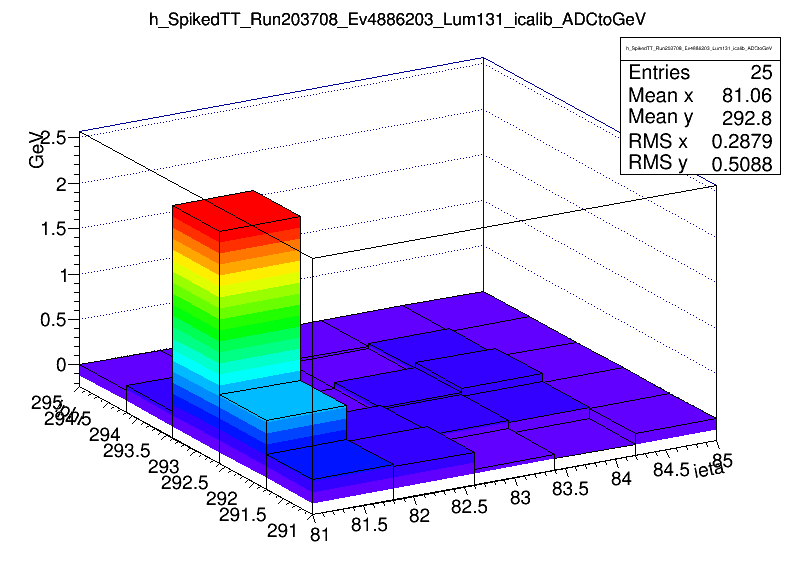 h_SpikedTT_Run203708_Ev4886203_Lum131_icalib_ADCtoGeV
h_SpikedTT_Run203708_Ev4886203_Lum131_icalib_ADCtoGeV
Entries 25
Mean x 81.06
Mean y 292.8
RMS x 0.2879
RMS y 0.5088
GeV
2.5
2
1.5
1
0.5
0
295
294.5
294
293.5
293
292.5
292
291.5
291
81
81.5
82
82.5
83
83.5
84
84.5
85
ieta